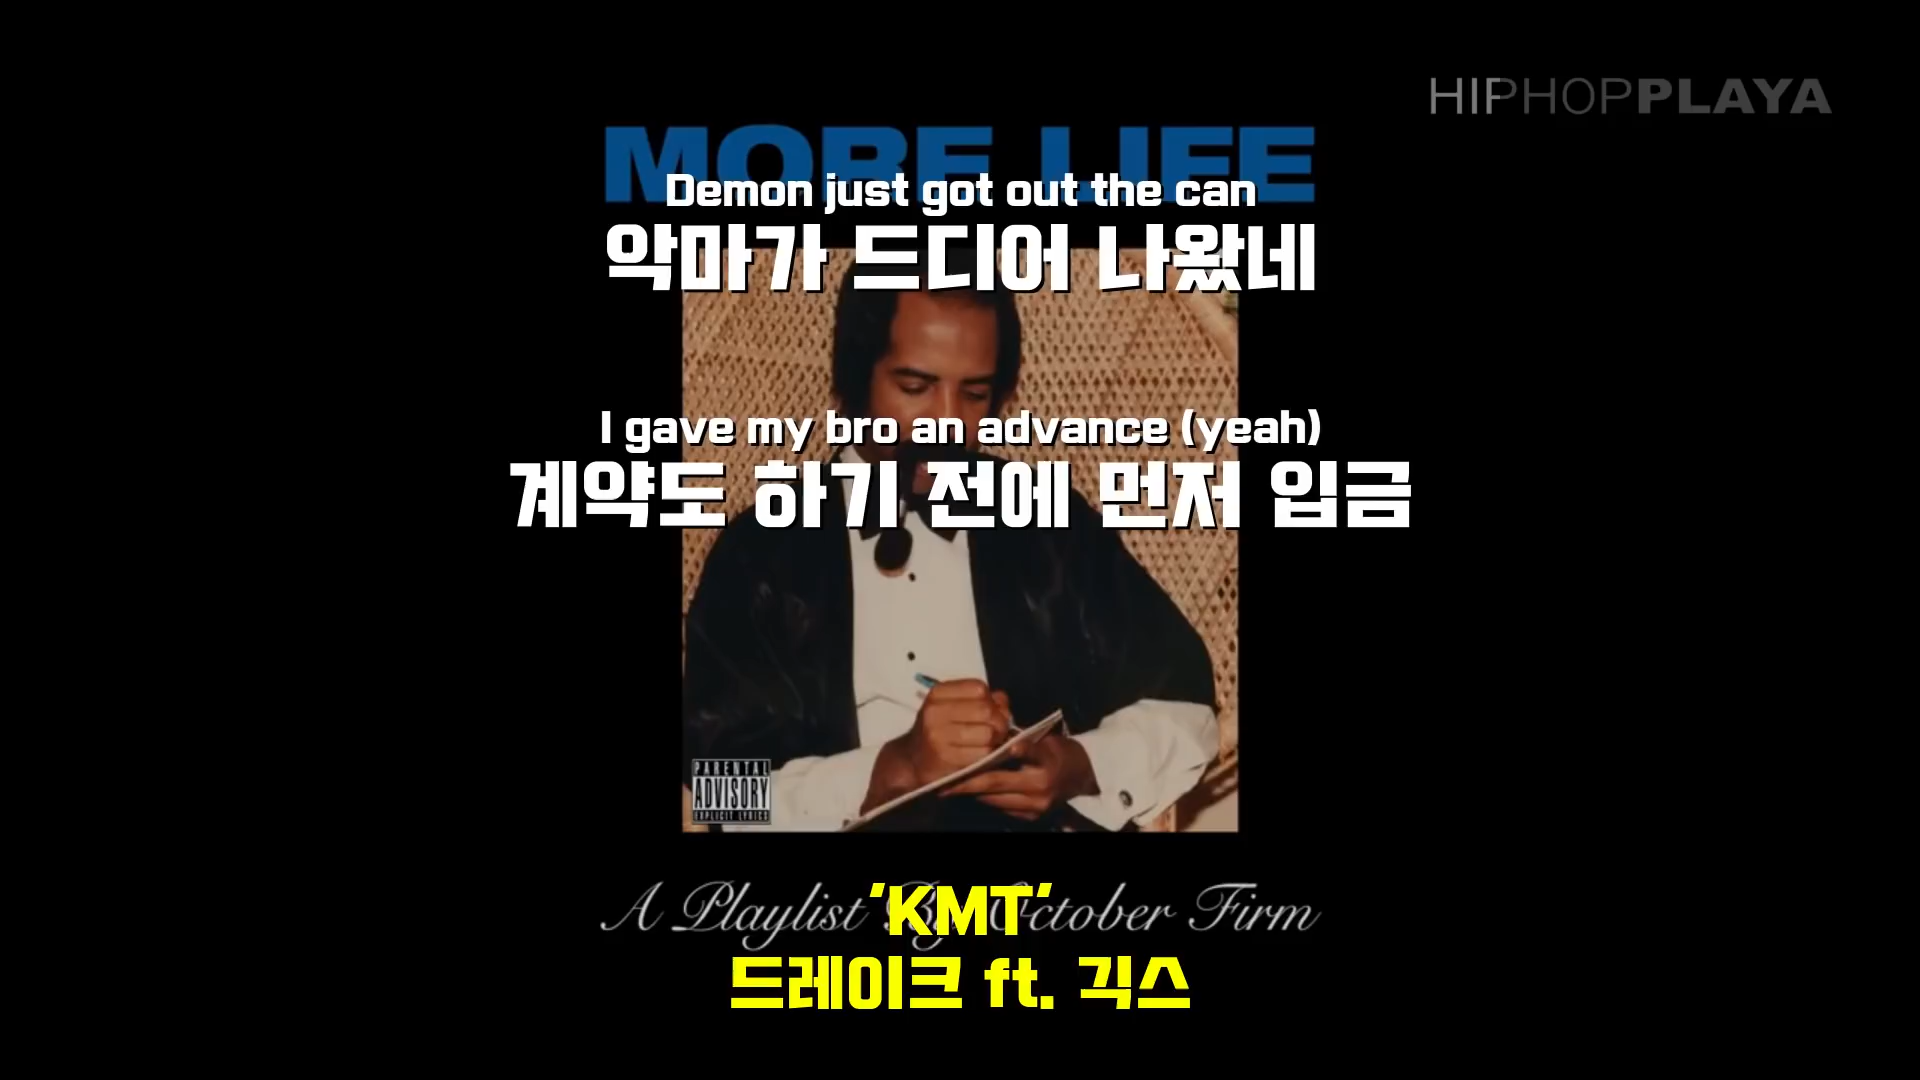 HIPHOPPLAYA
MORE LIFE
Demon just got out the can
악마가 드디어 나왔네
I gave my bro an advance (yeah)
계약도 하기 전에 먼저 입금
PARENTAL
ADVISORY
EXPLICIT LYRICS
A Playlist By October Firm
'KMT'
드레이크 ft. 긱스